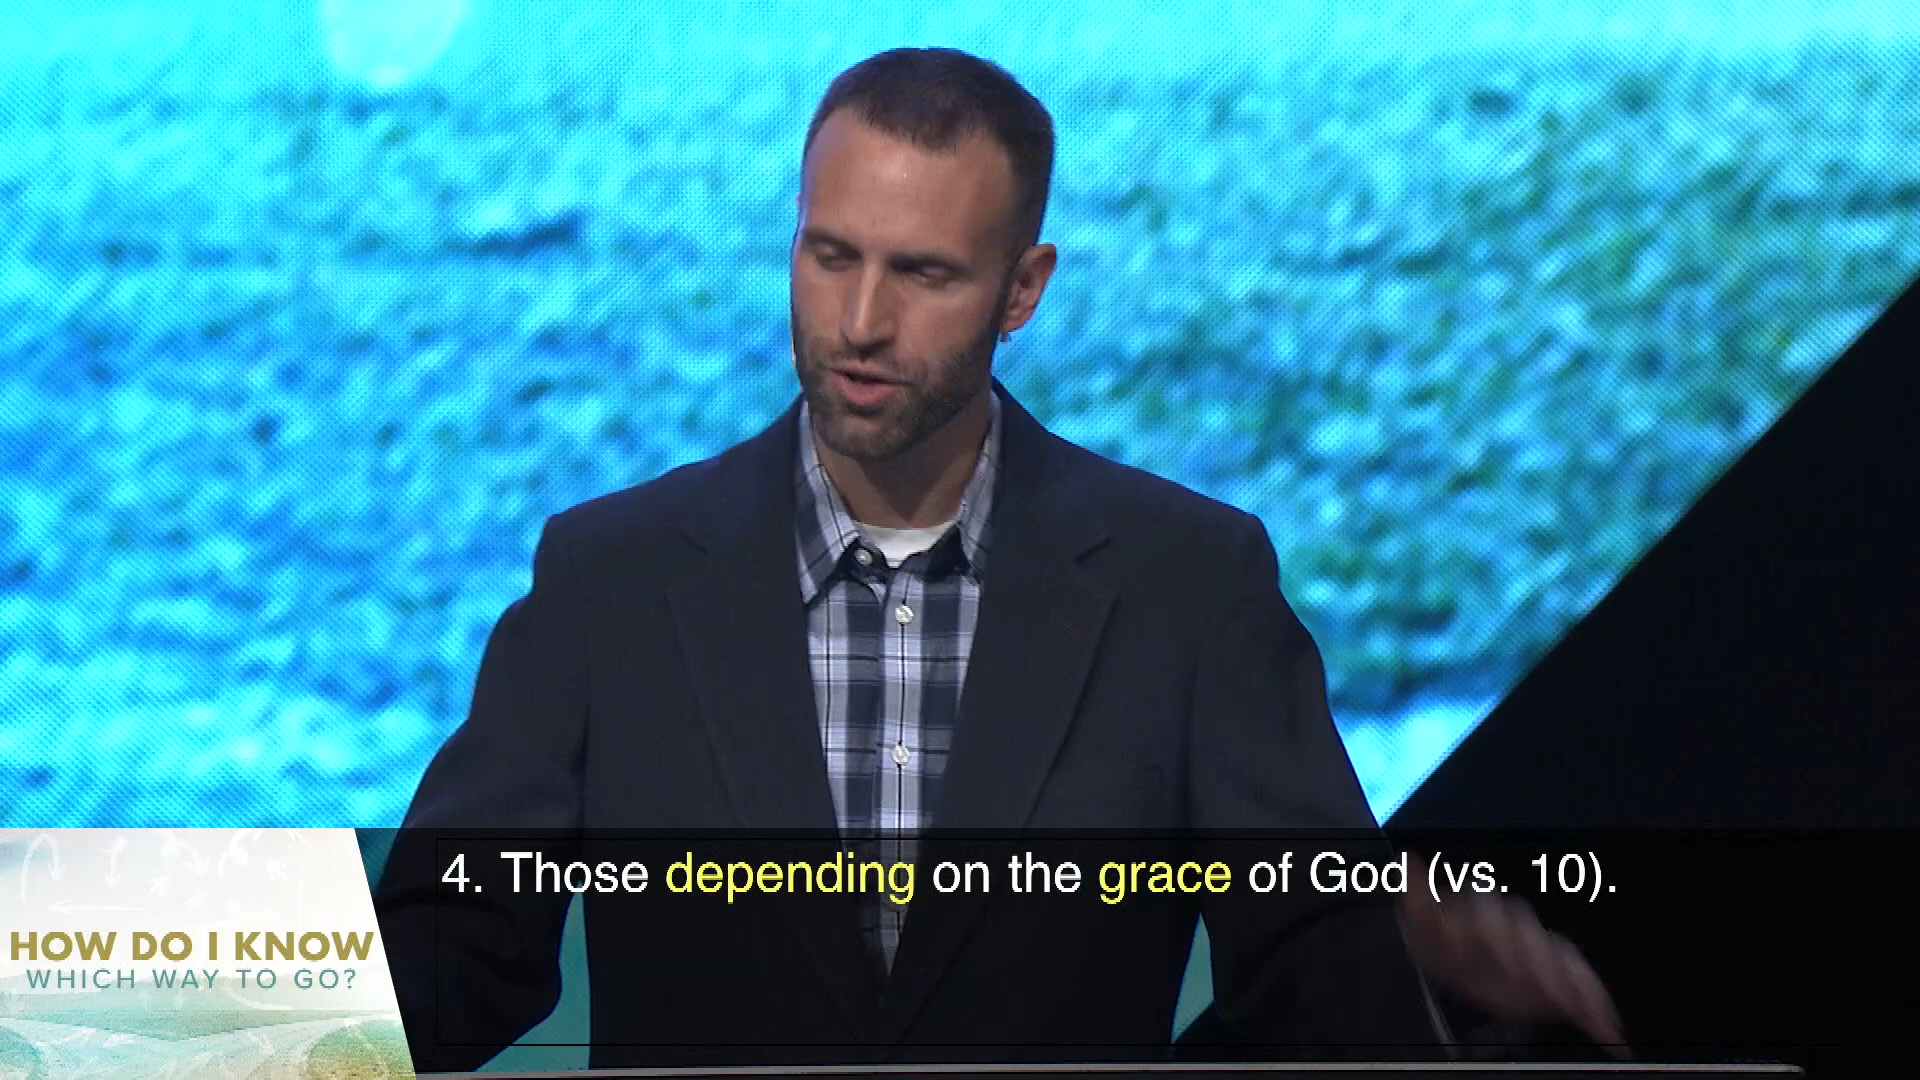 4. Those depending on the grace of God (vs. 10).
HOW DO I KNOW
WHICH WAY TO GO?